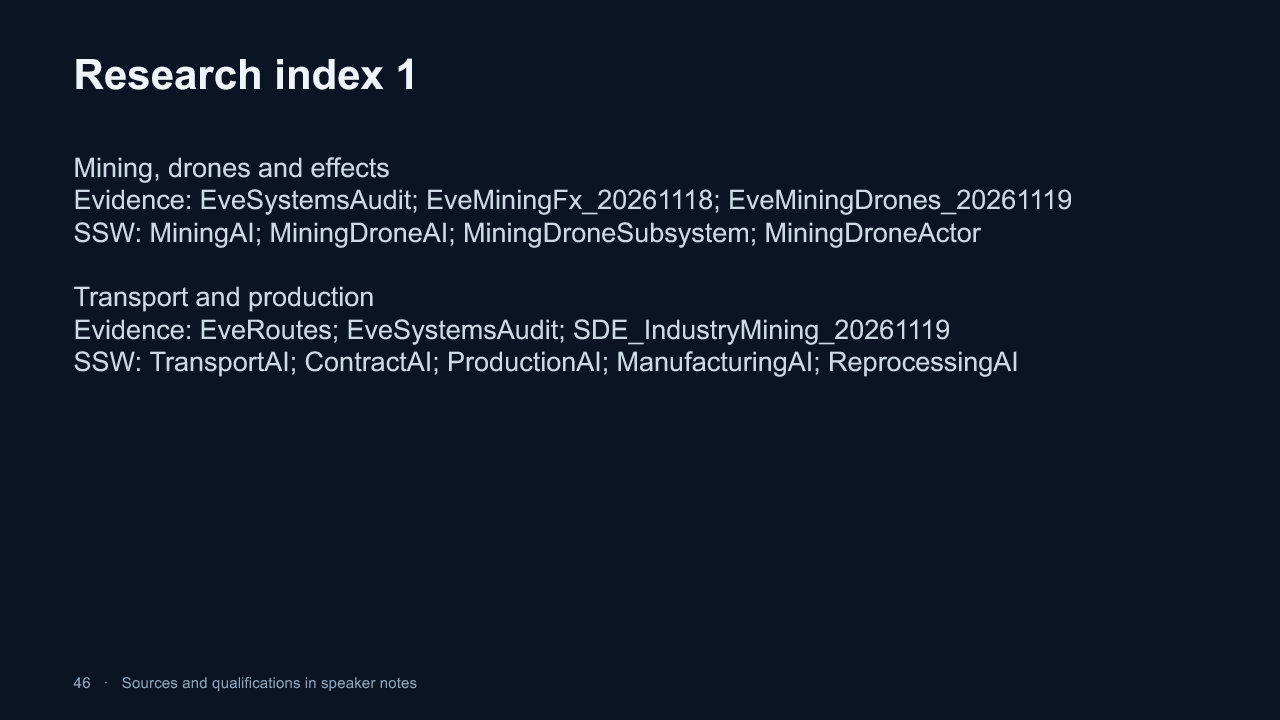 Research index 1
Mining, drones and effects
Evidence: EveSystemsAudit; EveMiningFx_20261118; EveMiningDrones_20261119
SSW: MiningAI; MiningDroneAI; MiningDroneSubsystem; MiningDroneActor
Transport and production
Evidence: EveRoutes; EveSystemsAudit; SDE_IndustryMining_20261119
SSW: TransportAI; ContractAI; ProductionAI; ManufacturingAI; ReprocessingAI
46 · Sources and qualifications in speaker notes